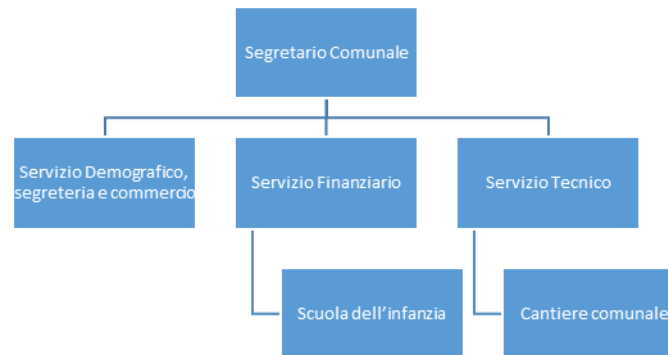 Segretario Comunale
Servizio Demografico,
segreteria e commercio
Servizio Finanziario
Servizio Tecnico
Scuola dell'infanzia
Cantiere comunale